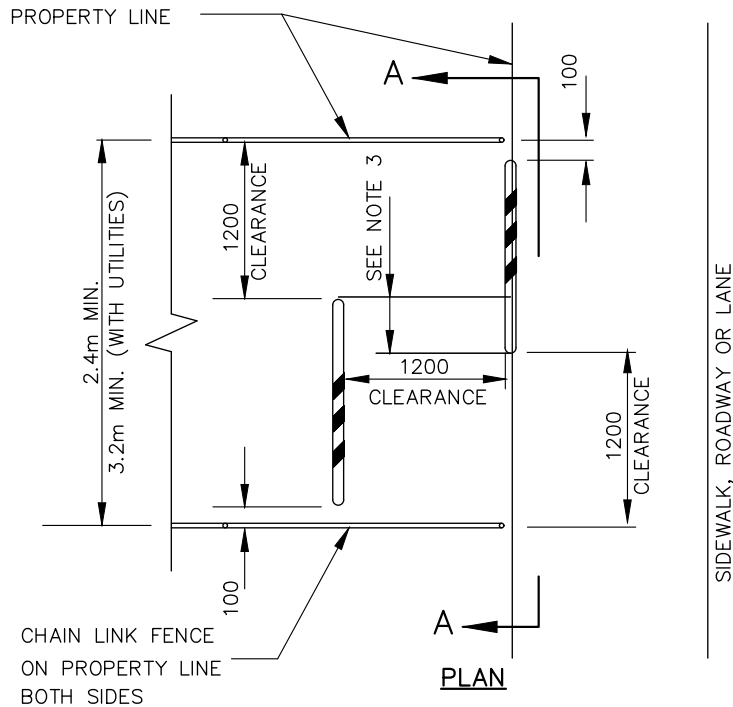 PROPERTY LINE
A
100
1200
CLEARANCE
SEE NOTE 3
2.4m MIN.
3.2m MIN. (WITH UTILITIES)
1200
CLEARANCE
1200
CLEARANCE
SIDEWALK, ROADWAY OR LANE
100
CHAIN LINK FENCE
ON PROPERTY LINE
BOTH SIDES
A
PLAN